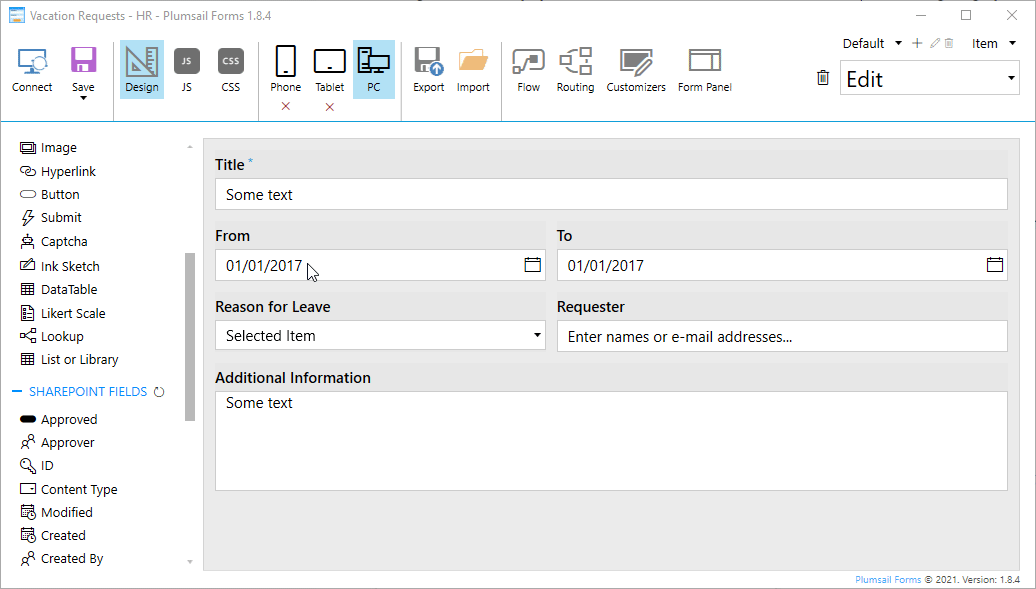 Vacation Requests - HR - Plumsail Forms 1.8.4
Default Item
JS CSS
Connect Save Design JS CSS Phone Tablet PC Export Import Flow Routing Customizers Form Panel
Edit
Image
Hyperlink
Button
Submit
Captcha
Ink Sketch
DataTable
Likert Scale
Lookup
List or Library
SHAREPOINT FIELDS
Approved
Approver
ID
Content Type
Modified
Created
Created By
Title *
Some text
From To
01/01/2017 01/01/2017
Reason for Leave Requester
Selected Item Enter names or e-mail addresses...
Additional Information
Some text
Plumsail Forms © 2021. Version: 1.8.4